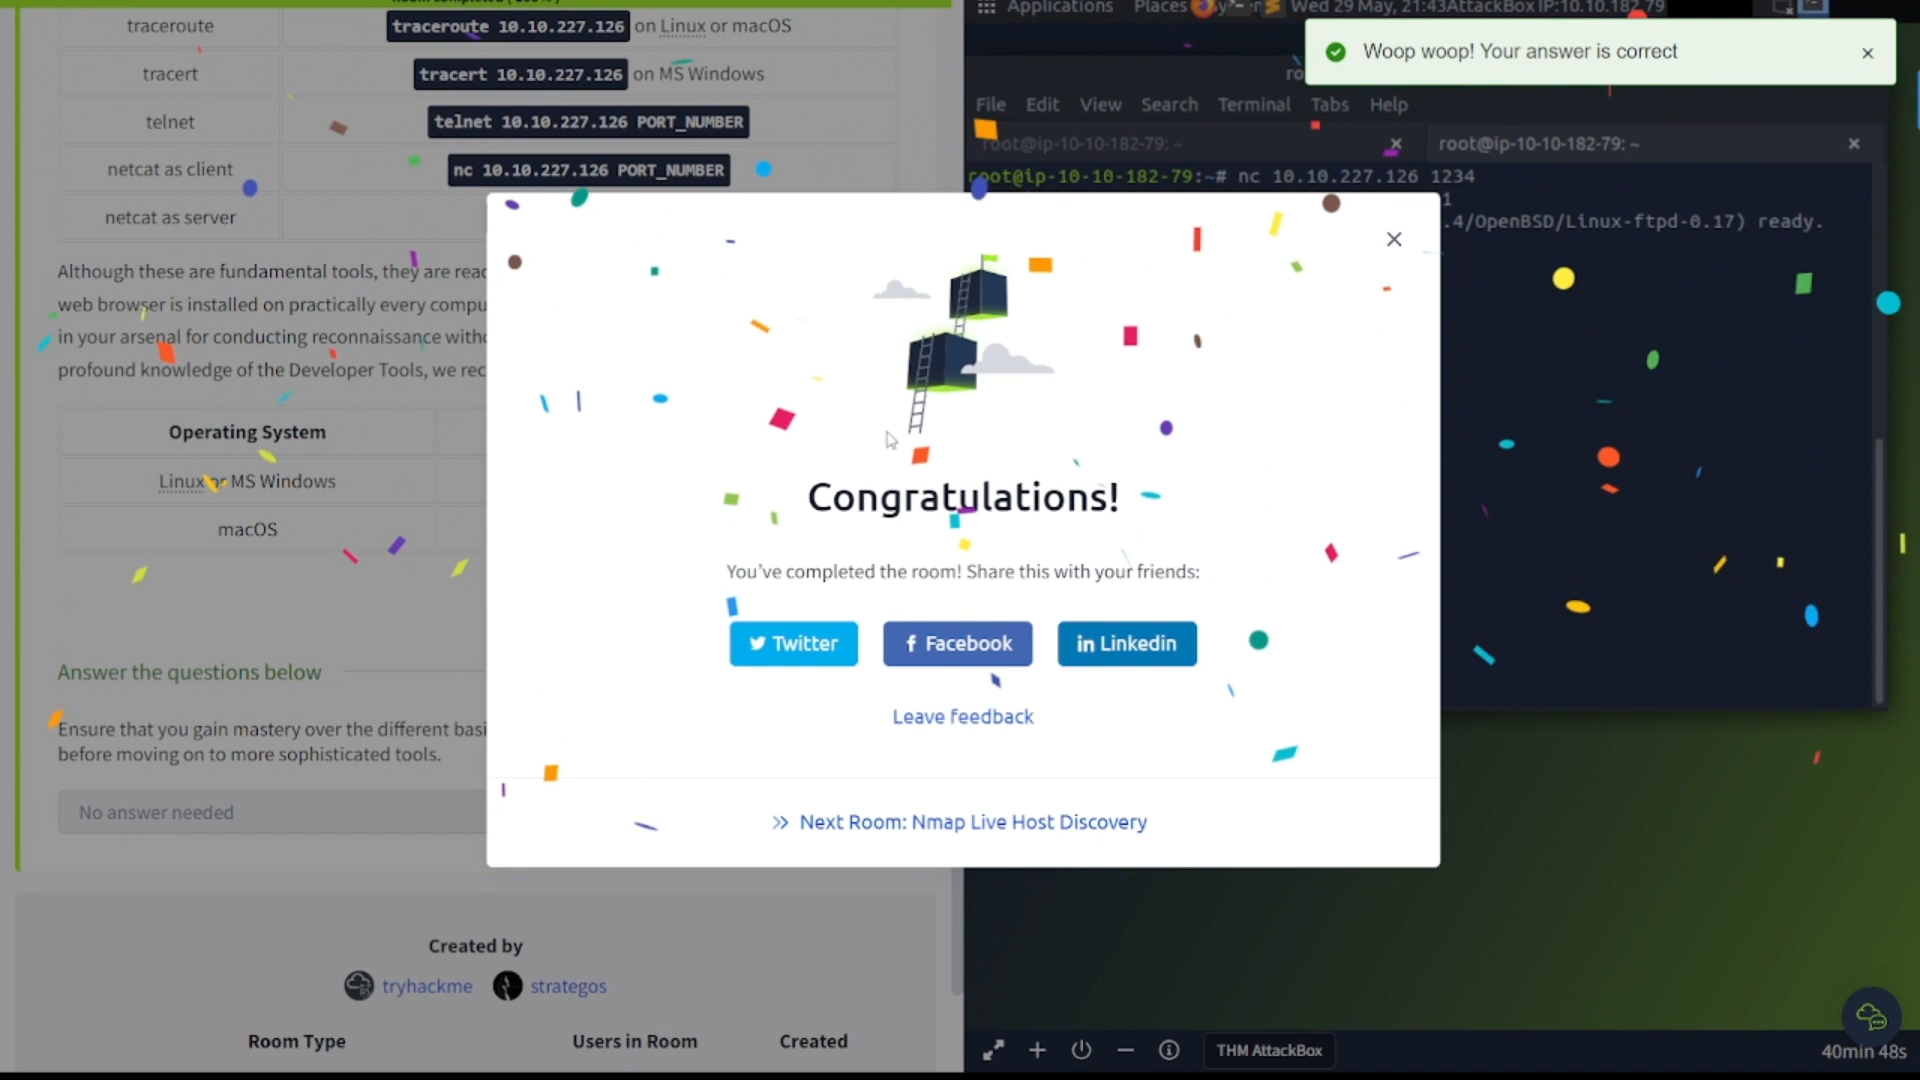 traceroute traceroute 10.10.227.126 on Linux or macOS
tracert tracert 10.10.227.126 on MS Windows
telnet telnet 10.10.227.126 PORT_NUMBER
netcat as client nc 10.10.227.126 PORT_NUMBER
netcat as server
Although these are fundamental tools, they are read
web browser is installed on practically every compu
in your arsenal for conducting reconnaissance witho
profound knowledge of the Developer Tools, we rec
Operating System
Linux or MS Windows
macOS
Answer the questions below
Ensure that you gain mastery over the different basi
before moving on to more sophisticated tools.
No answer needed
Created by
tryhackme strategos
Room Type Users in Room Created
Applications Places Wed 29 May, 21:43 AttackBox IP:10.10.182.79
Woop woop! Your answer is correct
File Edit View Search Terminal Tabs Help
root@ip-10-10-182-79: ~ root@ip-10-10-182-79: ~
root@ip-10-10-182-79:~# nc 10.10.227.126 1234
1
.4/OpenBSD/Linux-ftpd-0.17) ready.
Congratulations!
You've completed the room! Share this with your friends:
Twitter Facebook in Linkedin
Leave feedback
Next Room: Nmap Live Host Discovery
THM AttackBox
40min 48s